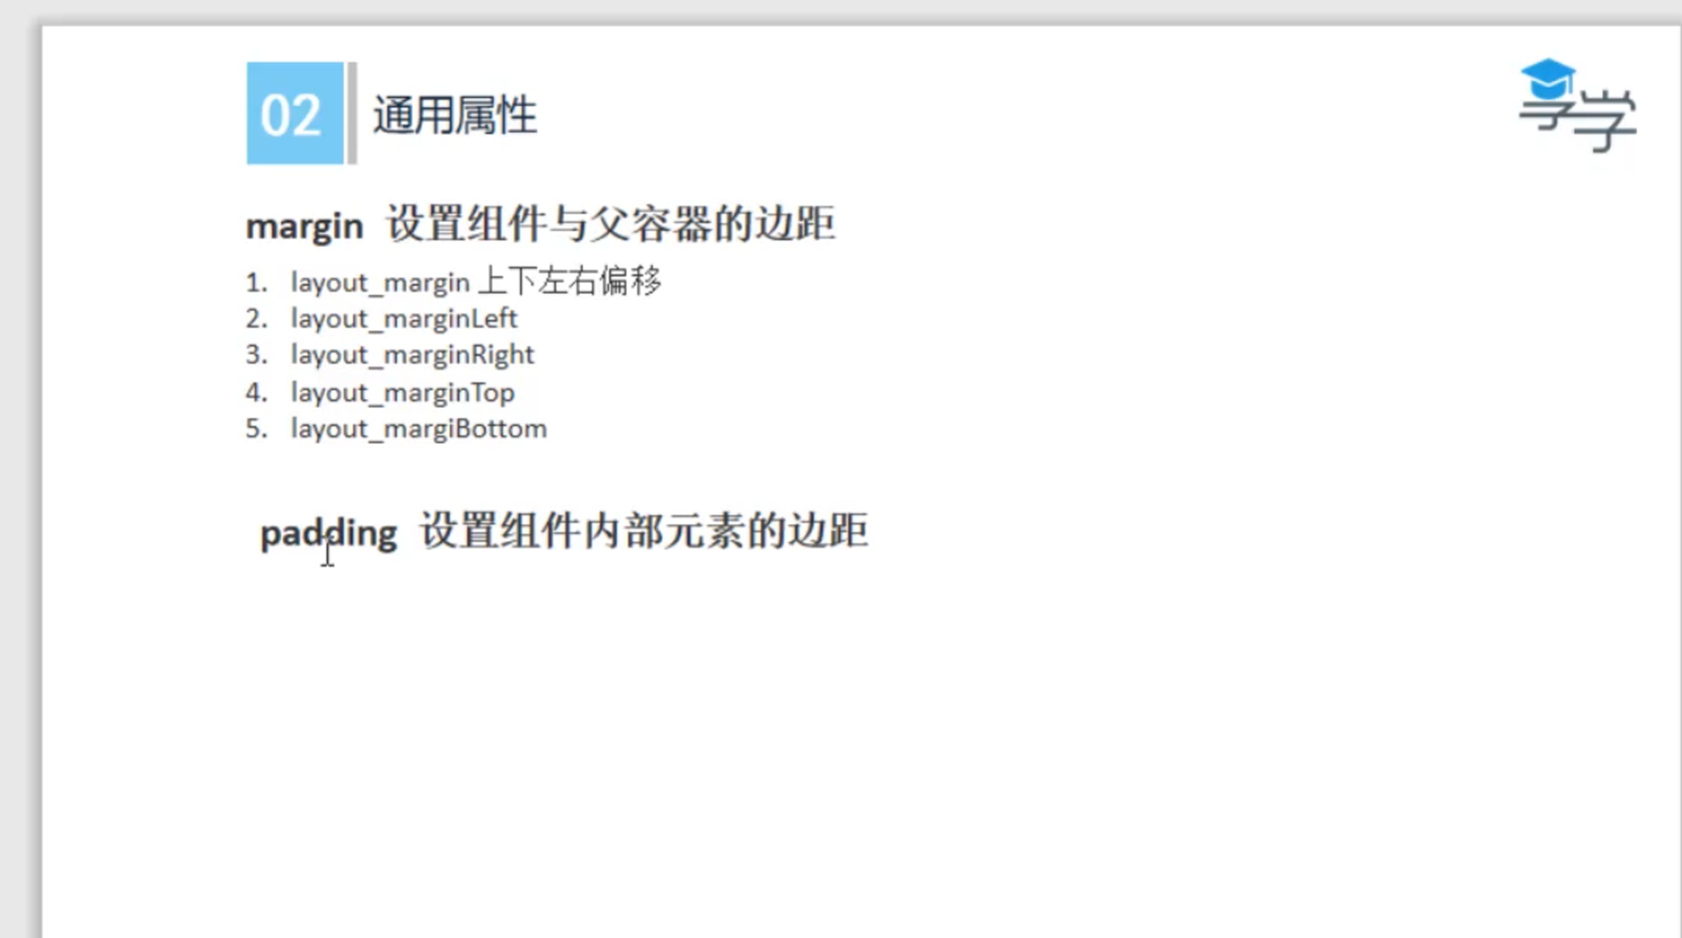 02 通用属性
学学
margin 设置组件与父容器的边距
1. layout_margin 上下左右偏移
2. layout_marginLeft
3. layout_marginRight
4. layout_marginTop
5. layout_margiBottom
padding 设置组件内部元素的边距